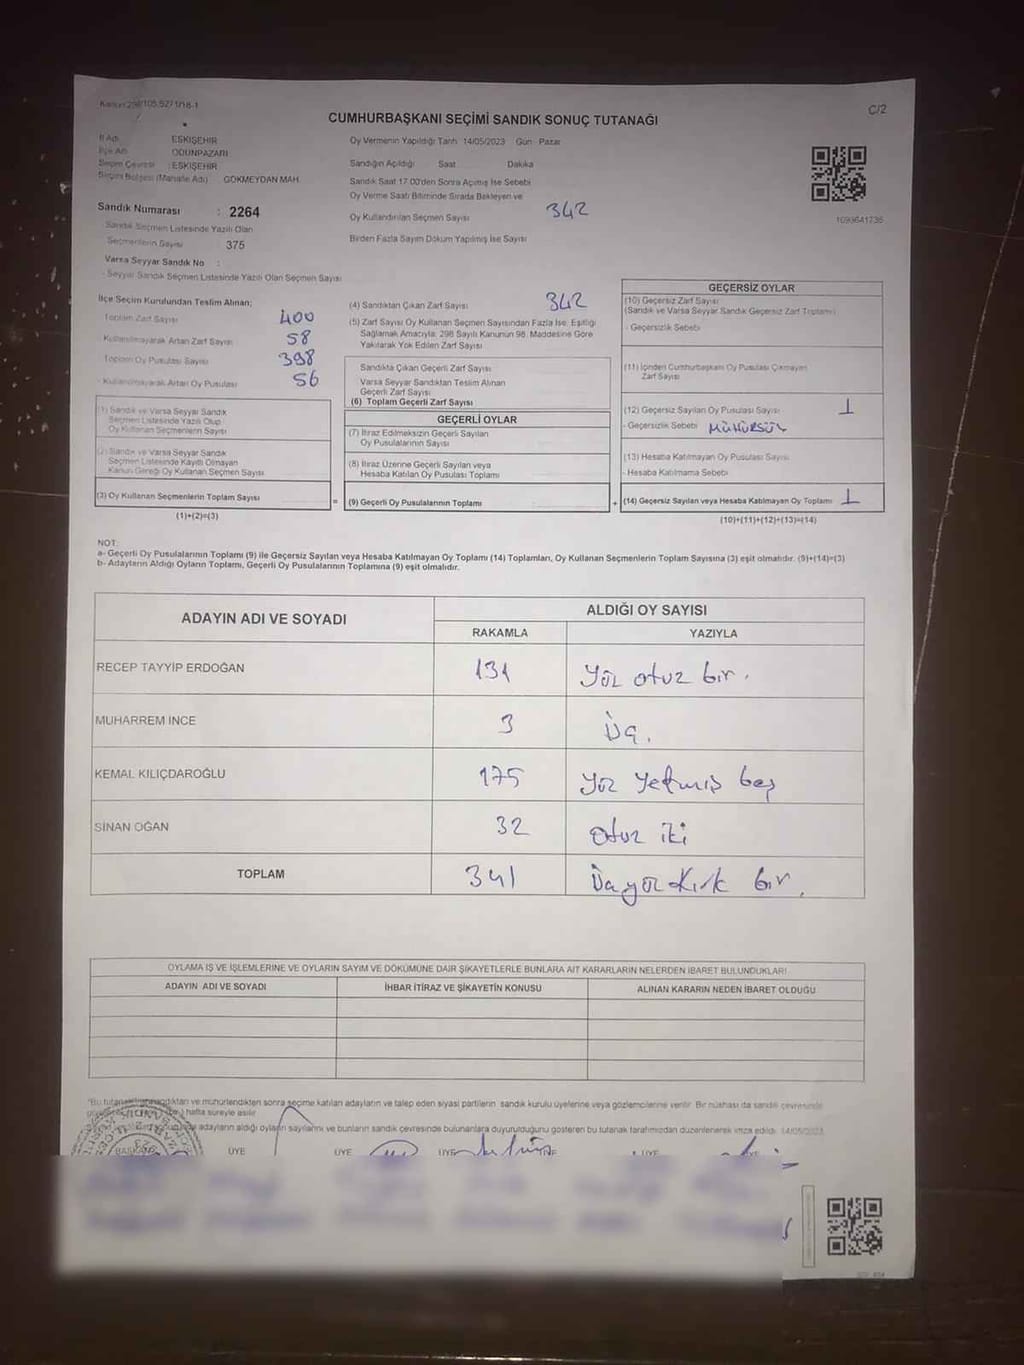 C/2
CUMHURBAŞKANI SEÇİMİ SANDIK SONUÇ TUTANAĞI
İl Adı : ESKİŞEHİR
İlçe Adı : ODUNPAZARI
Seçim Çevresi : ESKİŞEHİR
Seçim Bölgesi (Mahalle Adı) : GÖKMEYDAN MAH.
Sandık Numarası : 2264
Sandık Seçmen Listesinde Yazılı Olan
Seçmenlerin Sayısı 375
Varsa Seyyar Sandık No :
- Seyyar Sandık Seçmen Listesinde Yazılı Olan Seçmen Sayısı
Oy Vermenin Yapıldığı Tarih 14/05/2023 Gün : Pazar
Sandığın Açıldığı Saat Dakika
Sandık Saat 17.00'den Sonra Açılmış İse Sebebi
Oy Verme Saati Bitiminde Sırada Bekleyen ve
Oy Kullandırılan Seçmen Sayısı 342
Birden Fazla Sayım Döküm Yapılmış İse Sayısı
İlçe Seçim Kurulundan Teslim Alınan;
Toplam Zarf Sayısı 400
- Kullanılmayarak Artan Zarf Sayısı 58
Toplam Oy Pusulası Sayısı 398
- Kullanılmayarak Artan Oy Pusulası 56
(1) Sandık ve Varsa Seyyar Sandık
Seçmen Listesinde Yazılı Olup
Oy Kullanan Seçmenlerin Sayısı
(2) Sandık ve Varsa Seyyar Sandık
Seçmen Listesinde Kayıtlı Olmayan
Kanun Gereği Oy Kullanan Seçmen Sayısı
(3) Oy Kullanan Seçmenlerin Toplam Sayısı
(1)+(2)=(3)
(4) Sandıktan Çıkan Zarf Sayısı 342
(5) Zarf Sayısı Oy Kullanan Seçmen Sayısından Fazla İse, Eşitliği
Sağlamak Amacıyla, 298 Sayılı Kanunun 98. Maddesine Göre
Yakılarak Yok Edilen Zarf Sayısı
Sandıkta Çıkan Geçerli Zarf Sayısı
Varsa Seyyar Sandıktan Teslim Alınan
Geçerli Zarf Sayısı
(6) Toplam Geçerli Zarf Sayısı
GEÇERLİ OYLAR
(7) İtiraz Edilmeksizin Geçerli Sayılan
Oy Pusulalarının Sayısı
(8) İtiraz Üzerine Geçerli Sayılan veya
Hesaba Katılan Oy Pusulası Toplamı
= (9) Geçerli Oy Pusulalarının Toplamı +
1099641736
GEÇERSİZ OYLAR
(10) Geçersiz Zarf Sayısı
(Sandık ve Varsa Seyyar Sandık Geçersiz Zarf Toplamı)
- Geçersizlik Sebebi
(11) İçinden Cumhurbaşkanı Oy Pusulası Çıkmayan
Zarf Sayısı
(12) Geçersiz Sayılan Oy Pusulası Sayısı 1
- Geçersizlik Sebebi MÜHÜRSÜZ
(13) Hesaba Katılmayan Oy Pusulası Sayısı
- Hesaba Katılmama Sebebi
(14) Geçersiz Sayılan veya Hesaba Katılmayan Oy Toplamı 1
(10)+(11)+(12)+(13)=(14)
NOT:
a- Geçerli Oy Pusulalarının Toplamı (9) ile Geçersiz Sayılan veya Hesaba Katılmayan Oy Toplamı (14) Toplamları, Oy Kullanan Seçmenlerin Toplam Sayısına (3) eşit olmalıdır. (9)+(14)=(3)
b- Adayların Aldığı Oyların Toplamı, Geçerli Oy Pusulalarının Toplamına (9) eşit olmalıdır.
ADAYIN ADI VE SOYADI ALDIĞI OY SAYISI
RAKAMLA YAZIYLA
RECEP TAYYİP ERDOĞAN 131 Yüz otuz bir.
MUHARREM İNCE 3 Üç.
KEMAL KILIÇDAROĞLU 175 Yüz Yetmiş beş
SİNAN OĞAN 32 Otuz iki
TOPLAM 341 Üçyüz Kırk bir.
OYLAMA İŞ VE İŞLEMLERİNE VE OYLARIN SAYIM VE DÖKÜMÜNE DAİR ŞİKAYETLERLE BUNLARA AİT KARARLARIN NELERDEN İBARET BULUNDUKLARI
ADAYIN ADI VE SOYADI İHBAR İTİRAZ VE ŞİKAYETİN KONUSU ALINAN KARARIN NEDEN İBARET OLDUĞU
ve mühürlendikten sonra seçime katılan adayların ve talep eden siyasi partilerin sandık kurulu üyelerine veya gözlemcilerine verilir. Bir nüshası da sandık çevresinde
hafta süreyle asılır
adayların aldığı oyların sayılarını ve bunların sandık çevresinde bulunanlara duyurulduğunu gösteren bu tutanak tarafımızdan düzenlenerek imza edildi. 14/05/2023
BAŞKAN ÜYE ÜYE ÜYE ÜYE